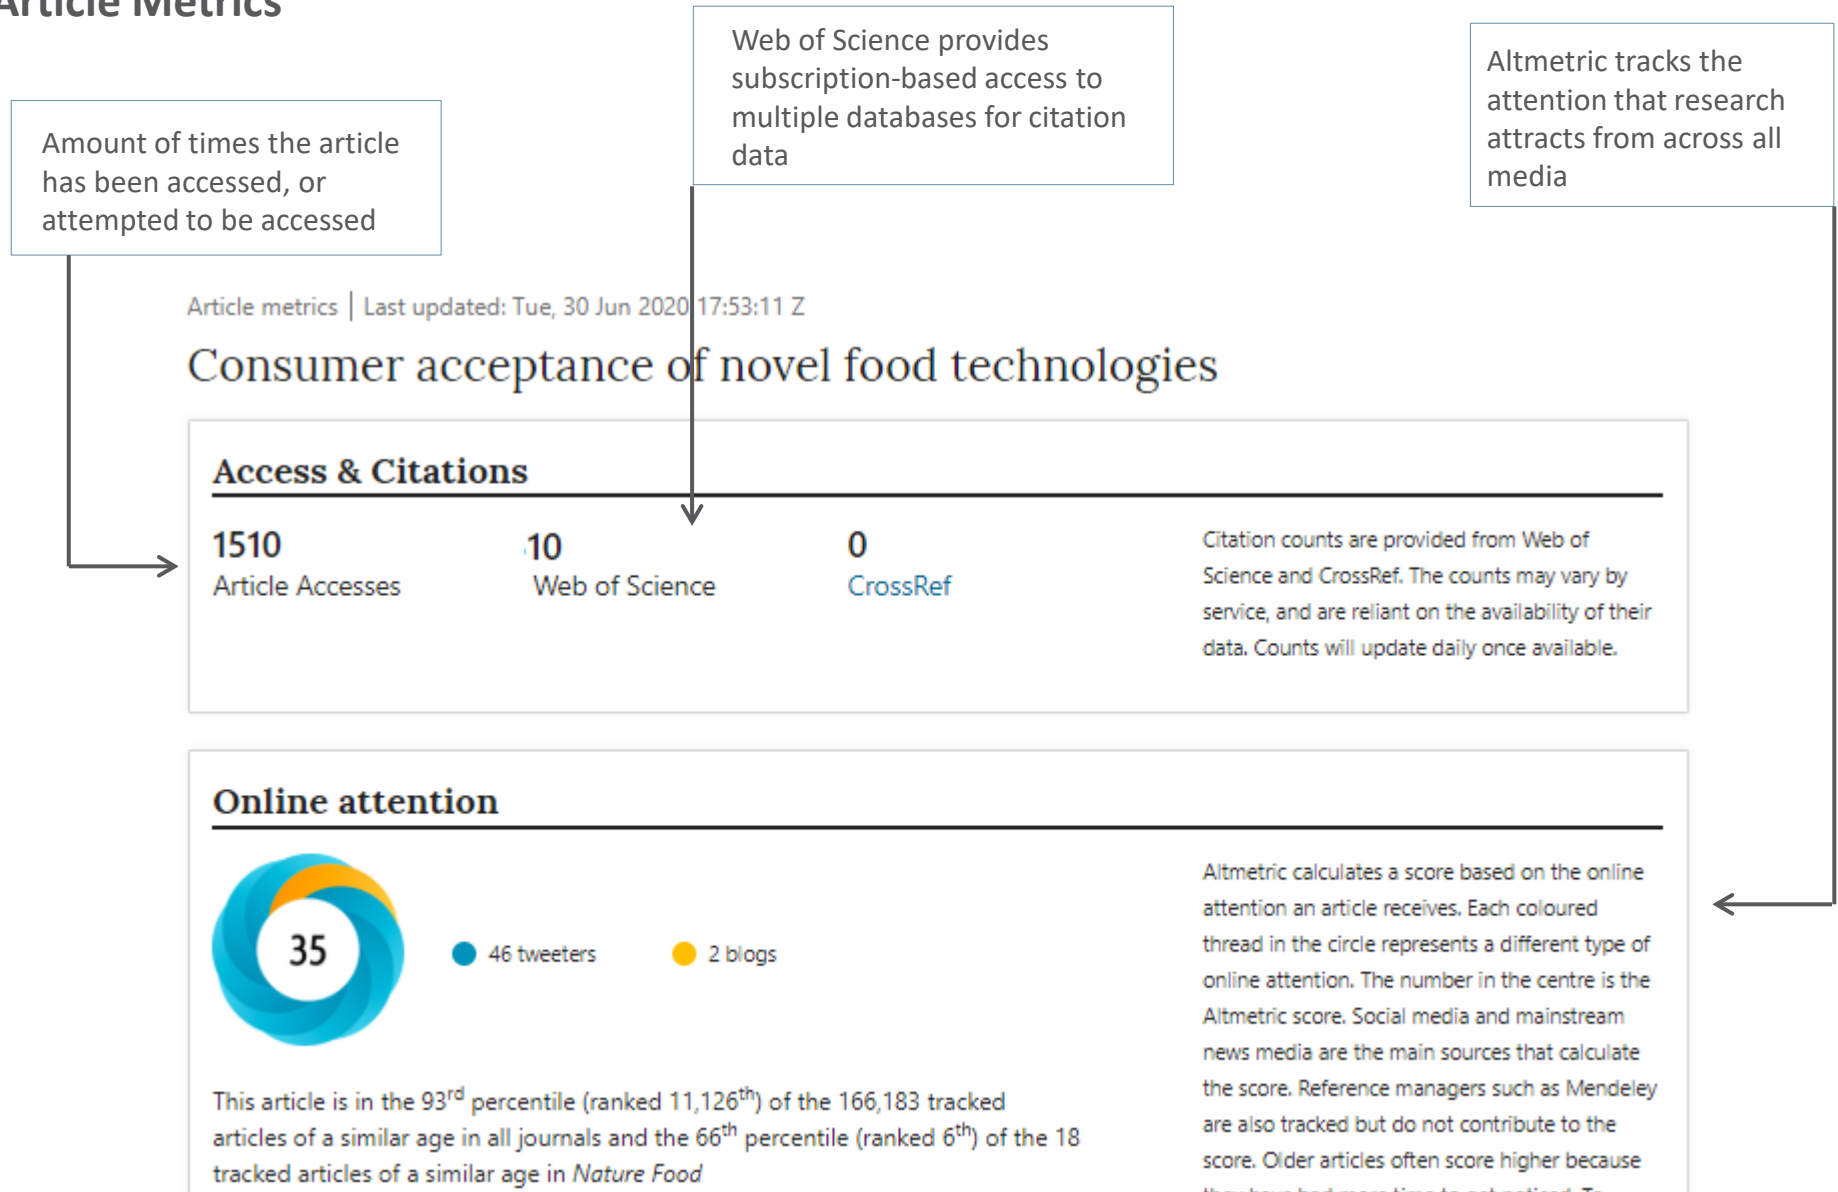 Article Metrics
Web of Science provides
subscription-based access to
multiple databases for citation
data
Altmetric tracks the
attention that research
attracts from across all
media
Amount of times the article
has been accessed, or
attempted to be accessed
Article metrics | Last updated: Tue, 30 Jun 2020 17:53:11 Z
Consumer acceptance of novel food technologies
Access & Citations
1510
Article Accesses
10
Web of Science
0
CrossRef
Citation counts are provided from Web of
Science and CrossRef. The counts may vary by
service, and are reliant on the availability of their
data. Counts will update daily once available.
Online attention
35
46 tweeters
2 blogs
This article is in the 93rd percentile (ranked 11,126th) of the 166,183 tracked
articles of a similar age in all journals and the 66th percentile (ranked 6th) of the 18
tracked articles of a similar age in Nature Food
Altmetric calculates a score based on the online
attention an article receives. Each coloured
thread in the circle represents a different type of
online attention. The number in the centre is the
Altmetric score. Social media and mainstream
news media are the main sources that calculate
the score. Reference managers such as Mendeley
are also tracked but do not contribute to the
score. Older articles often score higher because
they have had more time to get noticed. To